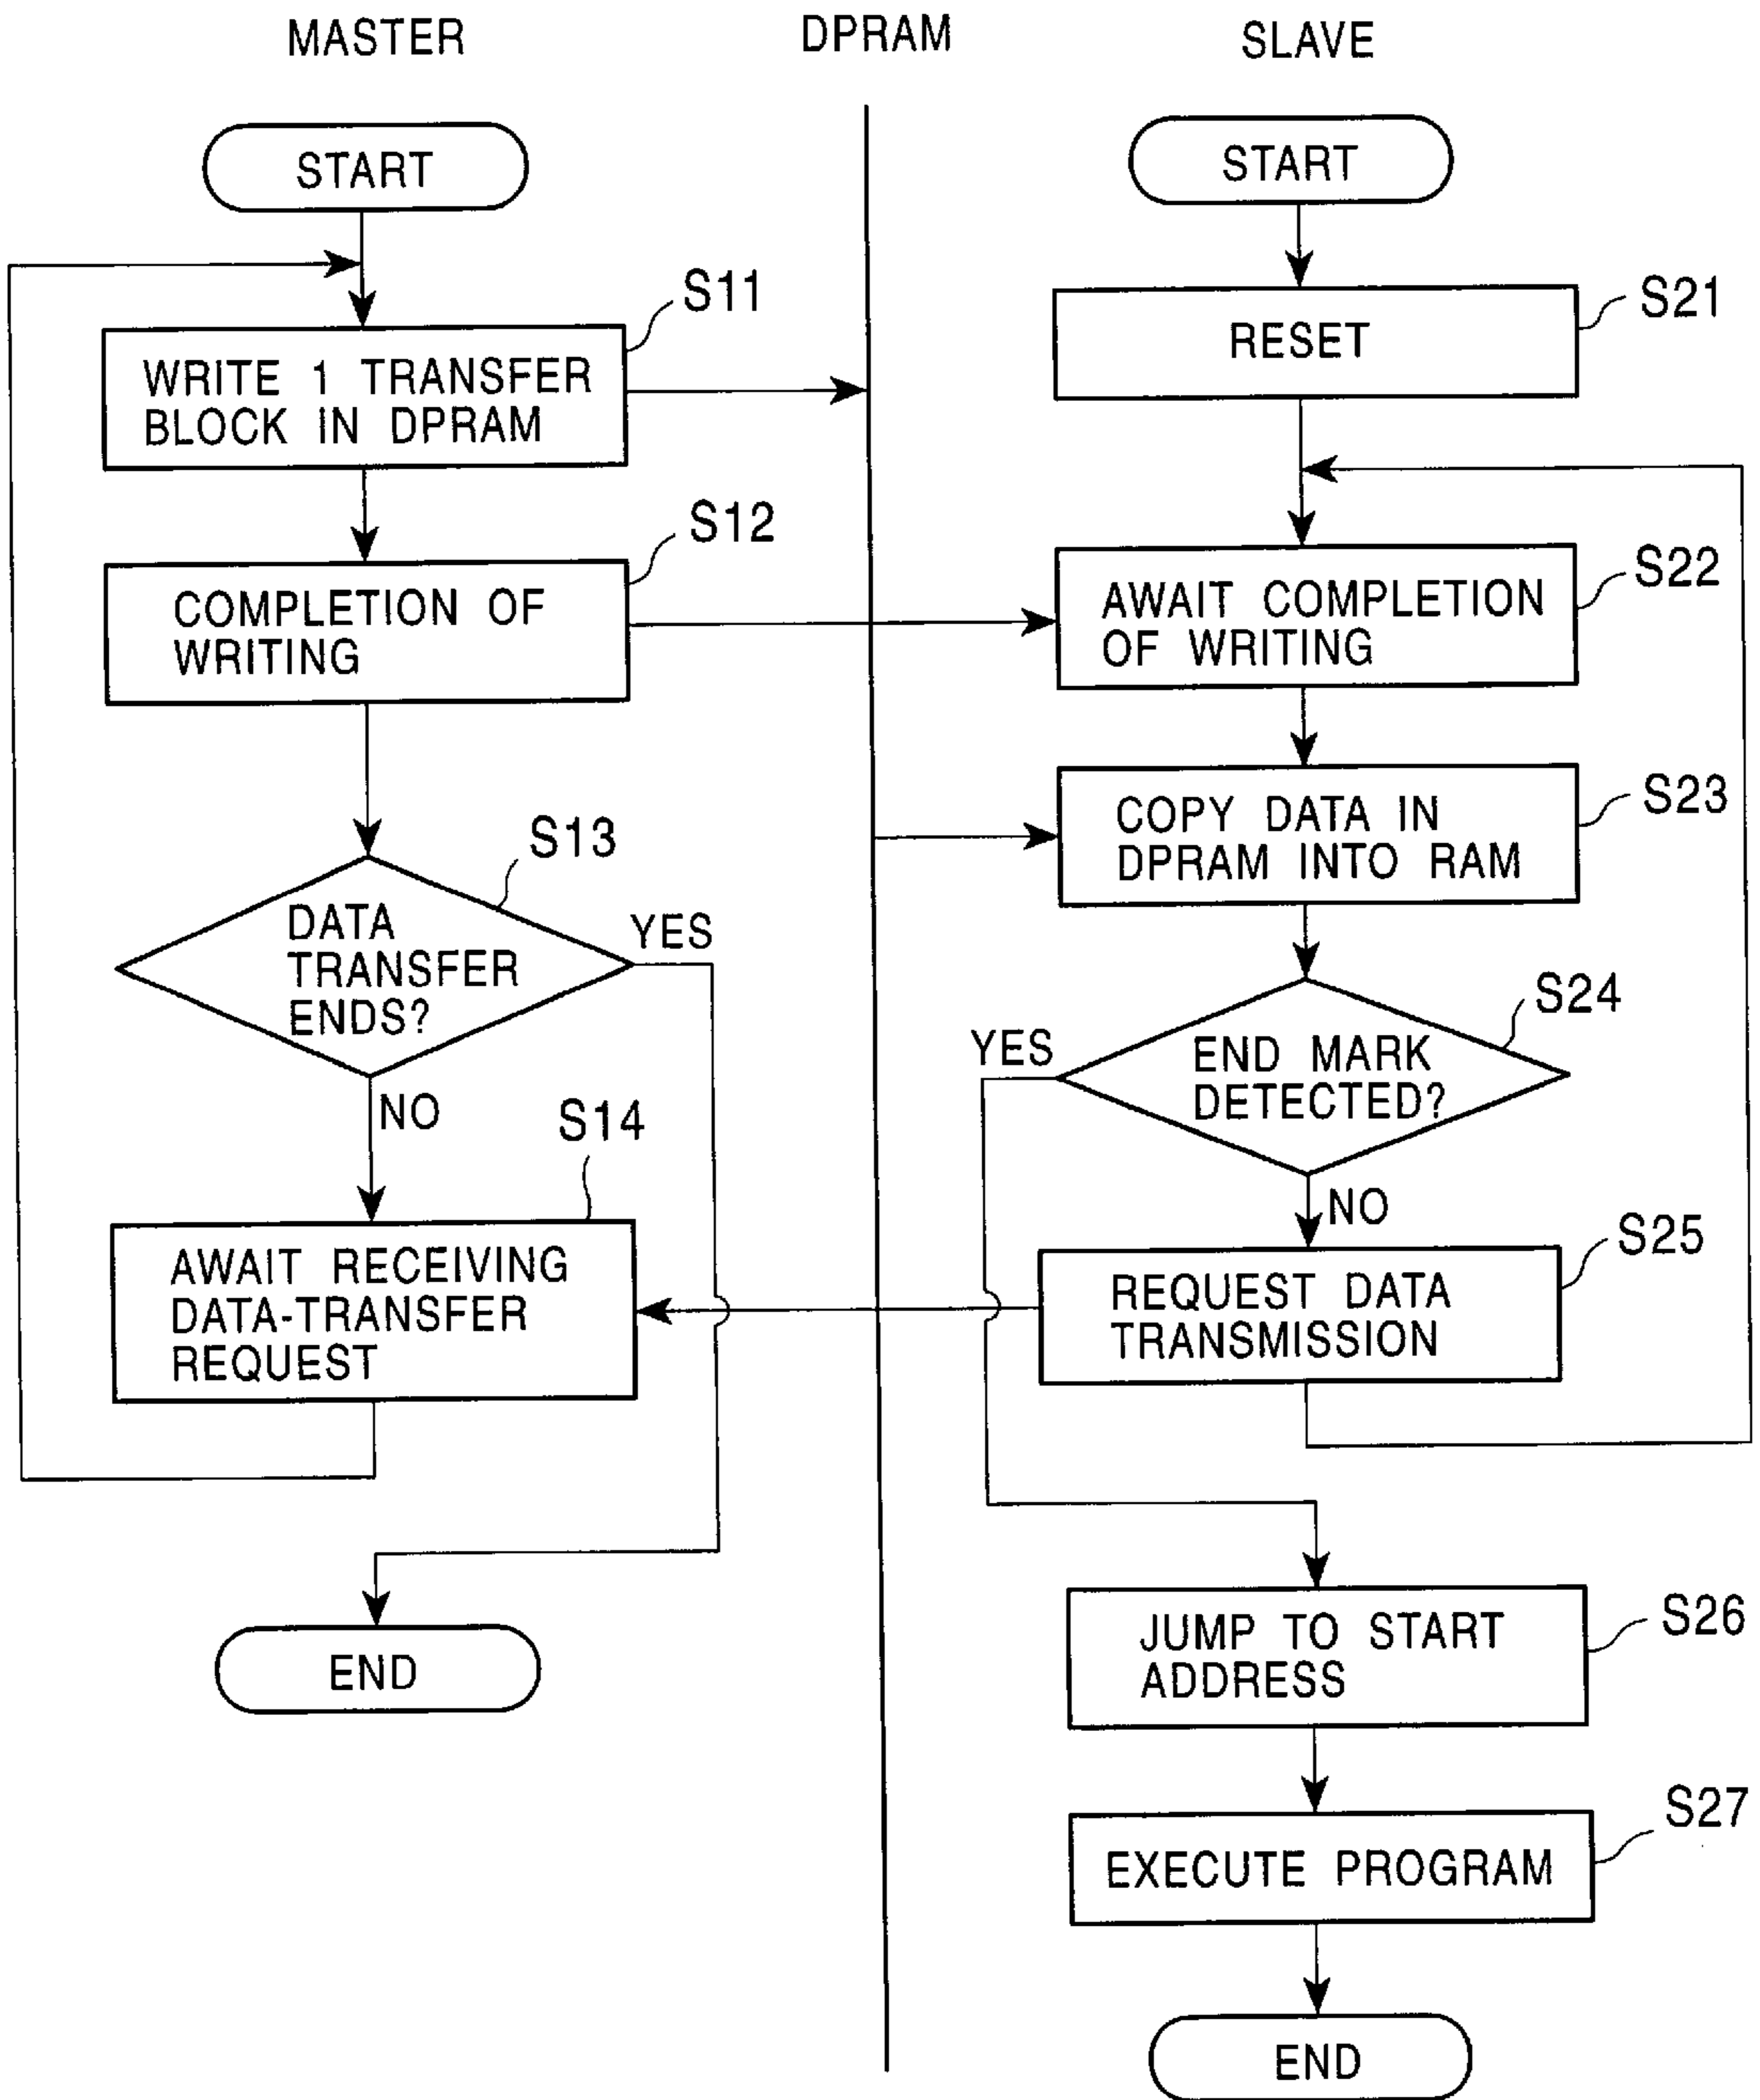 MASTER
DPRAM
SLAVE
START
S11
WRITE 1 TRANSFER
BLOCK IN DPRAM
S12
COMPLETION OF
WRITING
S13
DATA
TRANSFER
ENDS?
YES
NO
S14
AWAIT RECEIVING
DATA-TRANSFER
REQUEST
END
START
S21
RESET
S22
AWAIT COMPLETION
OF WRITING
S23
COPY DATA IN
DPRAM INTO RAM
S24
YES
END MARK
DETECTED?
NO
S25
REQUEST DATA
TRANSMISSION
S26
JUMP TO START
ADDRESS
S27
EXECUTE PROGRAM
END